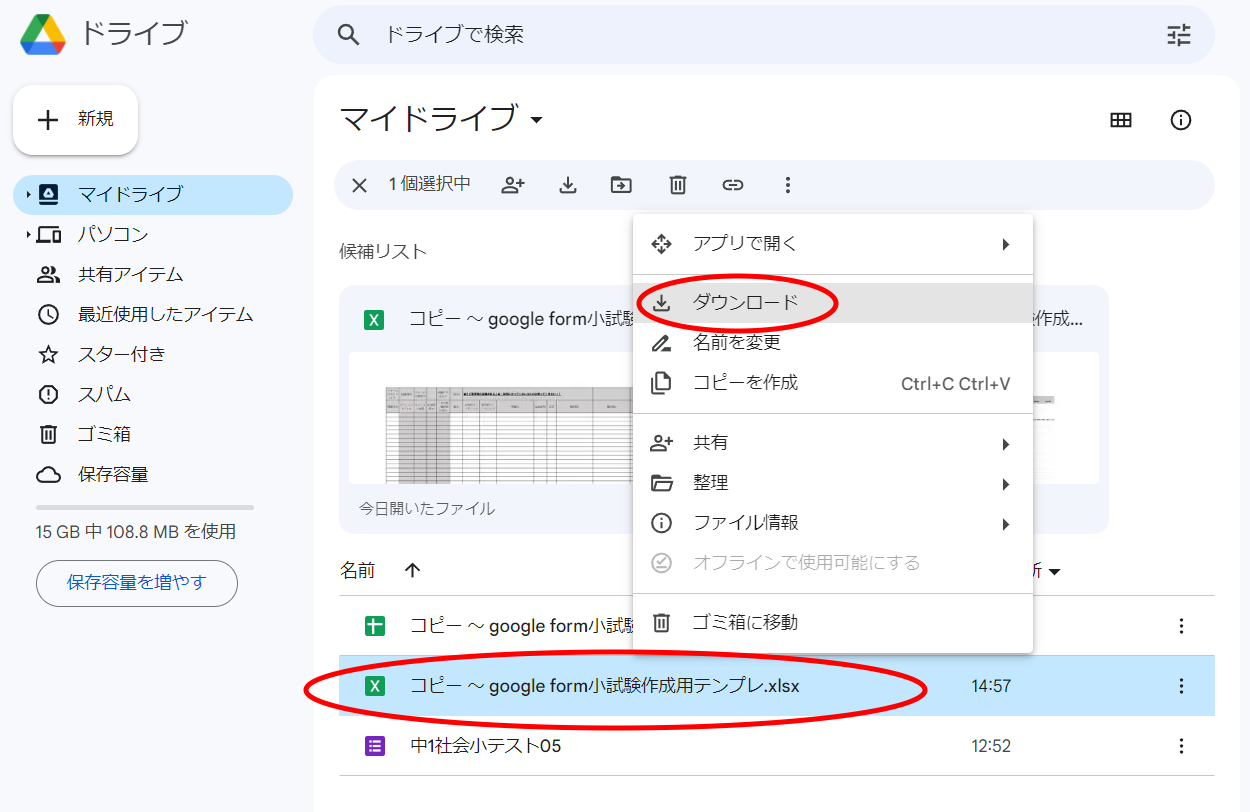 ドライブ
ドライブで検索
新規
マイドライブ
パソコン
共有アイテム
最近使用したアイテム
スター付き
スパム
ゴミ箱
保存容量
15 GB 中 108.8 MB を使用
保存容量を増やす
マイドライブ
1 個選択中
候補リスト
コピー ～ google form小試験
作成...
今日開いたファイル
アプリで開く
ダウンロード
名前を変更
コピーを作成 Ctrl+C Ctrl+V
共有
整理
ファイル情報
オフラインで使用可能にする
ゴミ箱に移動
名前
コピー ～ google form小試験
コピー ～ google form小試験作成用テンプレ.xlsx 14:57
中1社会小テスト05 12:52